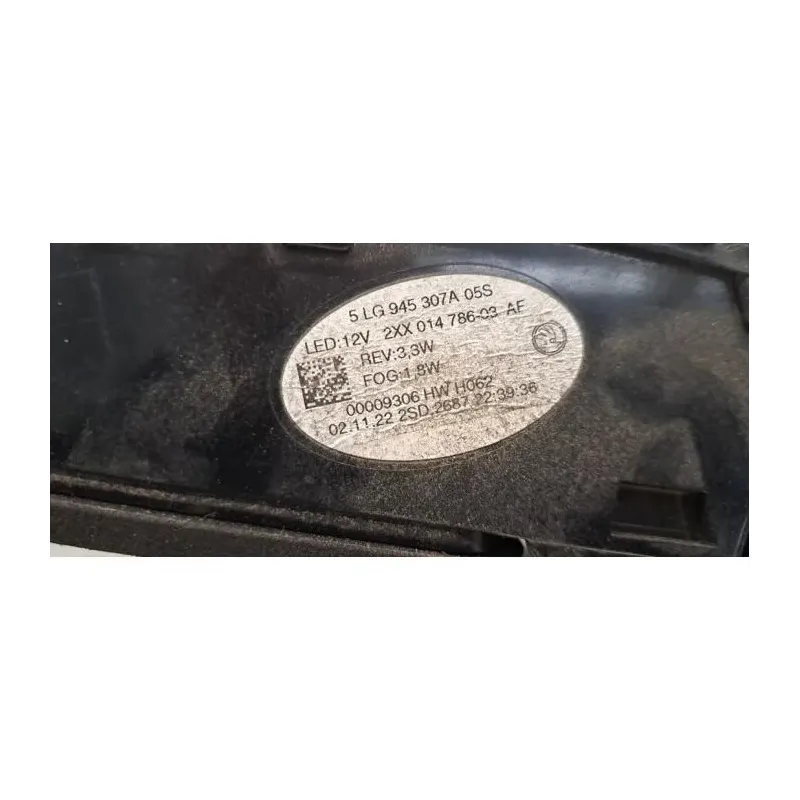 5 LG 945 307A 05S
LED:12V 2XX 014 786-03 AF
REV:3,3W
FOG:1,8W
00009306 HW H062
02.11.22 2SD.2687 22:39:36